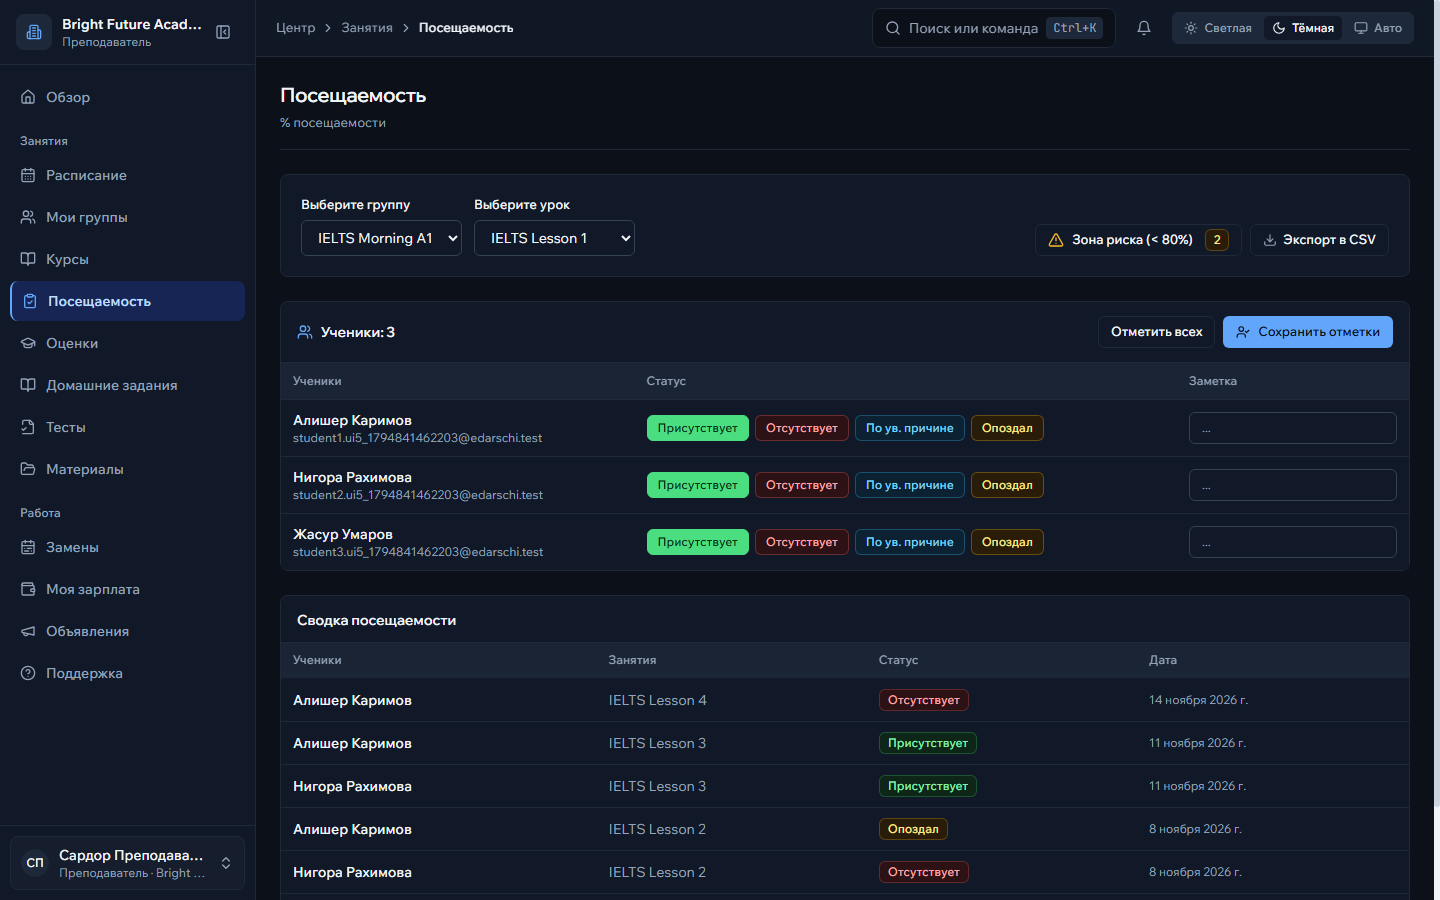 Bright Future Acad...
Преподаватель
Центр
Занятия
Посещаемость
Поиск или команда
Ctrl+K
Светлая
Тёмная
Авто
Обзор
Занятия
Расписание
Мои группы
Курсы
Посещаемость
Оценки
Домашние задания
Тесты
Материалы
Работа
Замены
Моя зарплата
Объявления
Поддержка
СП
Сардор Преподава...
Преподаватель · Bright ...
Посещаемость
% посещаемости
Выберите группу
Выберите урок
IELTS Morning A1
IELTS Lesson 1
Зона риска (< 80%) 2
Экспорт в CSV
Ученики: 3
Отметить всех
Сохранить отметки
Ученики Статус Заметка
Алишер Каримов
student1.ui5_1794841462203@edarschi.test
Присутствует Отсутствует По ув. причине Опоздал ...
Нигора Рахимова
student2.ui5_1794841462203@edarschi.test
Присутствует Отсутствует По ув. причине Опоздал ...
Жасур Умаров
student3.ui5_1794841462203@edarschi.test
Присутствует Отсутствует По ув. причине Опоздал ...
Сводка посещаемости
Ученики Занятия Статус Дата
Алишер Каримов IELTS Lesson 4 Отсутствует 14 ноября 2026 г.
Алишер Каримов IELTS Lesson 3 Присутствует 11 ноября 2026 г.
Нигора Рахимова IELTS Lesson 3 Присутствует 11 ноября 2026 г.
Алишер Каримов IELTS Lesson 2 Опоздал 8 ноября 2026 г.
Нигора Рахимова IELTS Lesson 2 Отсутствует 8 ноября 2026 г.